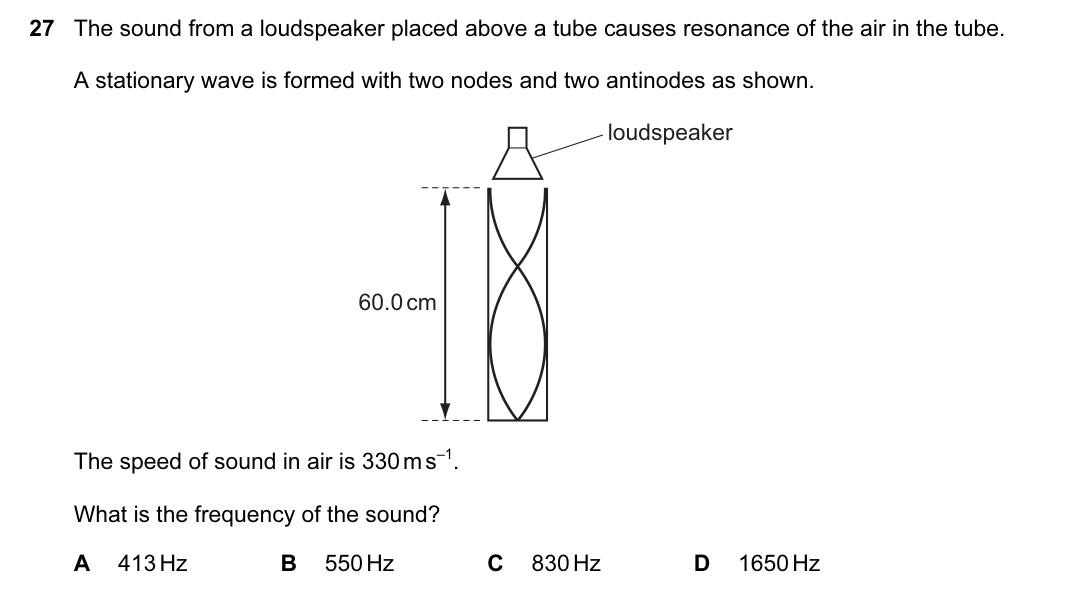 27 The sound from a loudspeaker placed above a tube causes resonance of the air in the tube.
A stationary wave is formed with two nodes and two antinodes as shown.
loudspeaker
60.0 cm
The speed of sound in air is 330 m s⁻¹.
What is the frequency of the sound?
A 413 Hz B 550 Hz C 830 Hz D 1650 Hz